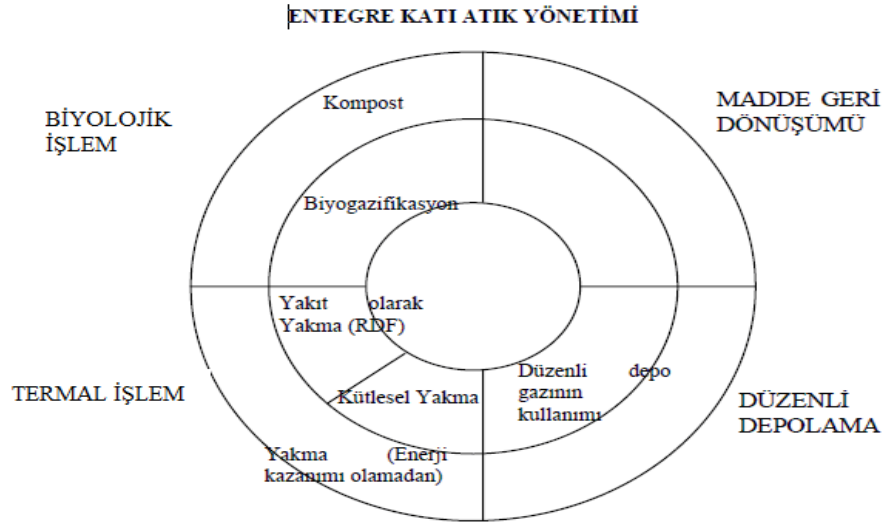 ENTEGRE KATI ATIK YÖNETİMİ
BİYOLOJİK
İŞLEM
Kompost
MADDE GERİ
DÖNÜŞÜMÜ
Biyogazifikasyon
Yakıt olarak
Yakma (RDF)
TERMAL İŞLEM
Kütlesel Yakma
Düzenli depo
gazının
kullanımı
DÜZENLİ
DEPOLAMA
Yakma (Enerji
kazanımı olamadan)